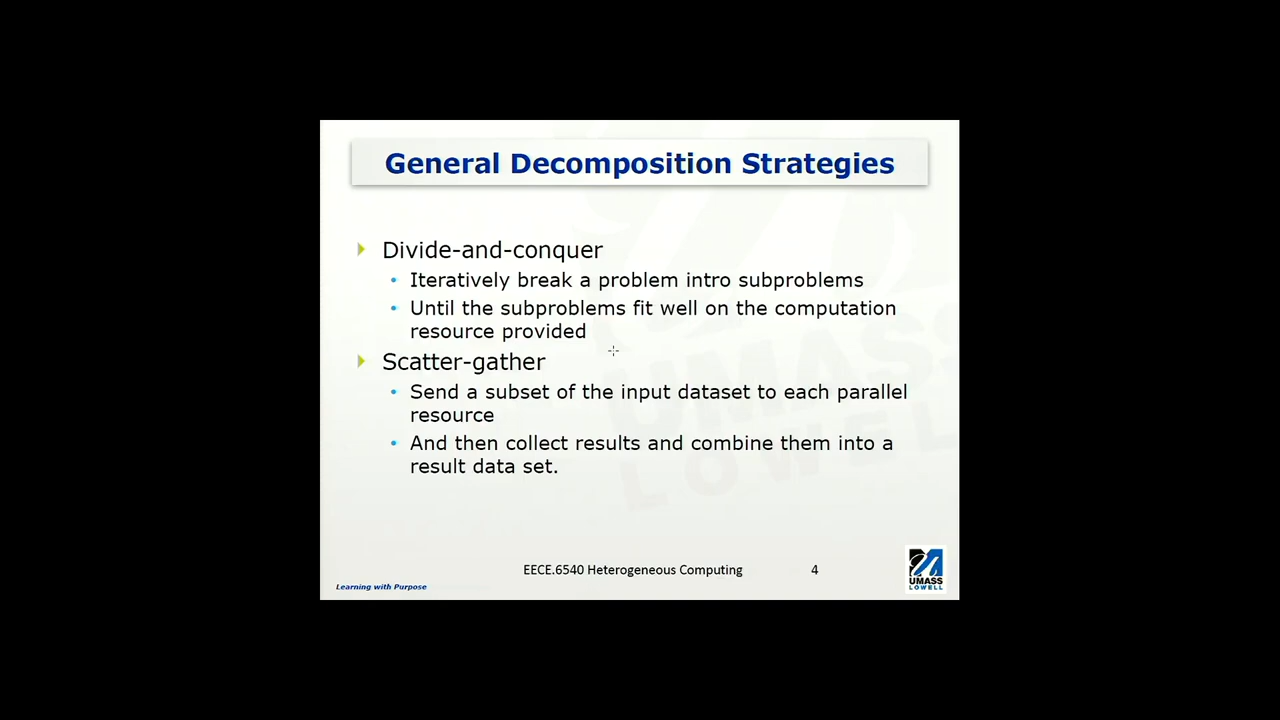 General Decomposition Strategies
Divide-and-conquer
Iteratively break a problem intro subproblems
Until the subproblems fit well on the computation
resource provided
Scatter-gather
Send a subset of the input dataset to each parallel
resource
And then collect results and combine them into a
result data set.
EECE.6540 Heterogeneous Computing
4
Learning with Purpose
UMASS
LOWELL
UMASS
LOWELL